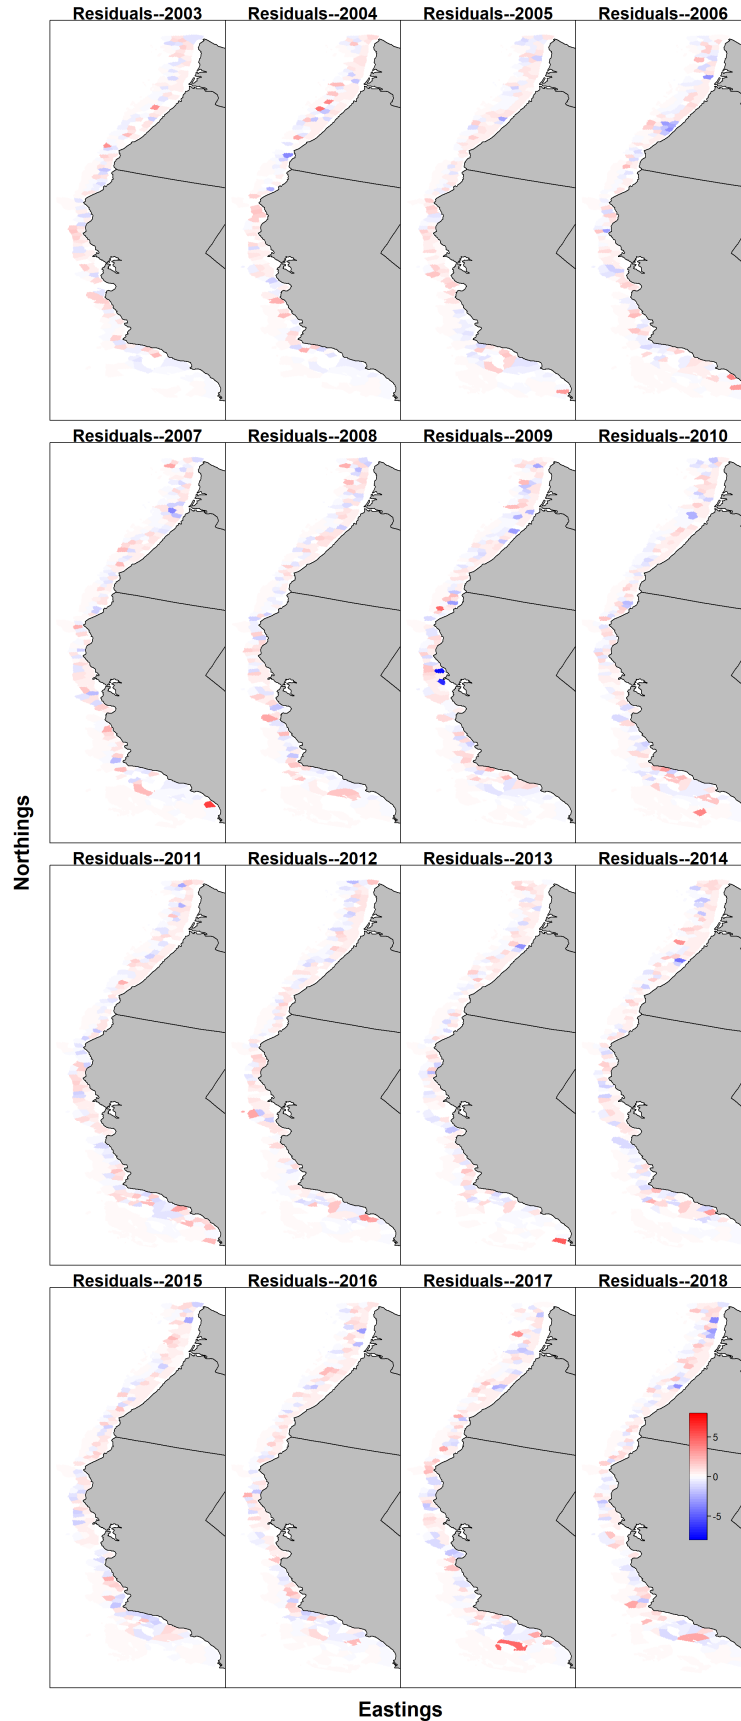 Residuals--2003 Residuals--2004 Residuals--2005 Residuals--2006
Residuals--2007 Residuals--2008 Residuals--2009 Residuals--2010
Northings
Residuals--2011 Residuals--2012 Residuals--2013 Residuals--2014
Residuals--2015 Residuals--2016 Residuals--2017 Residuals--2018
5
0
-5
Eastings